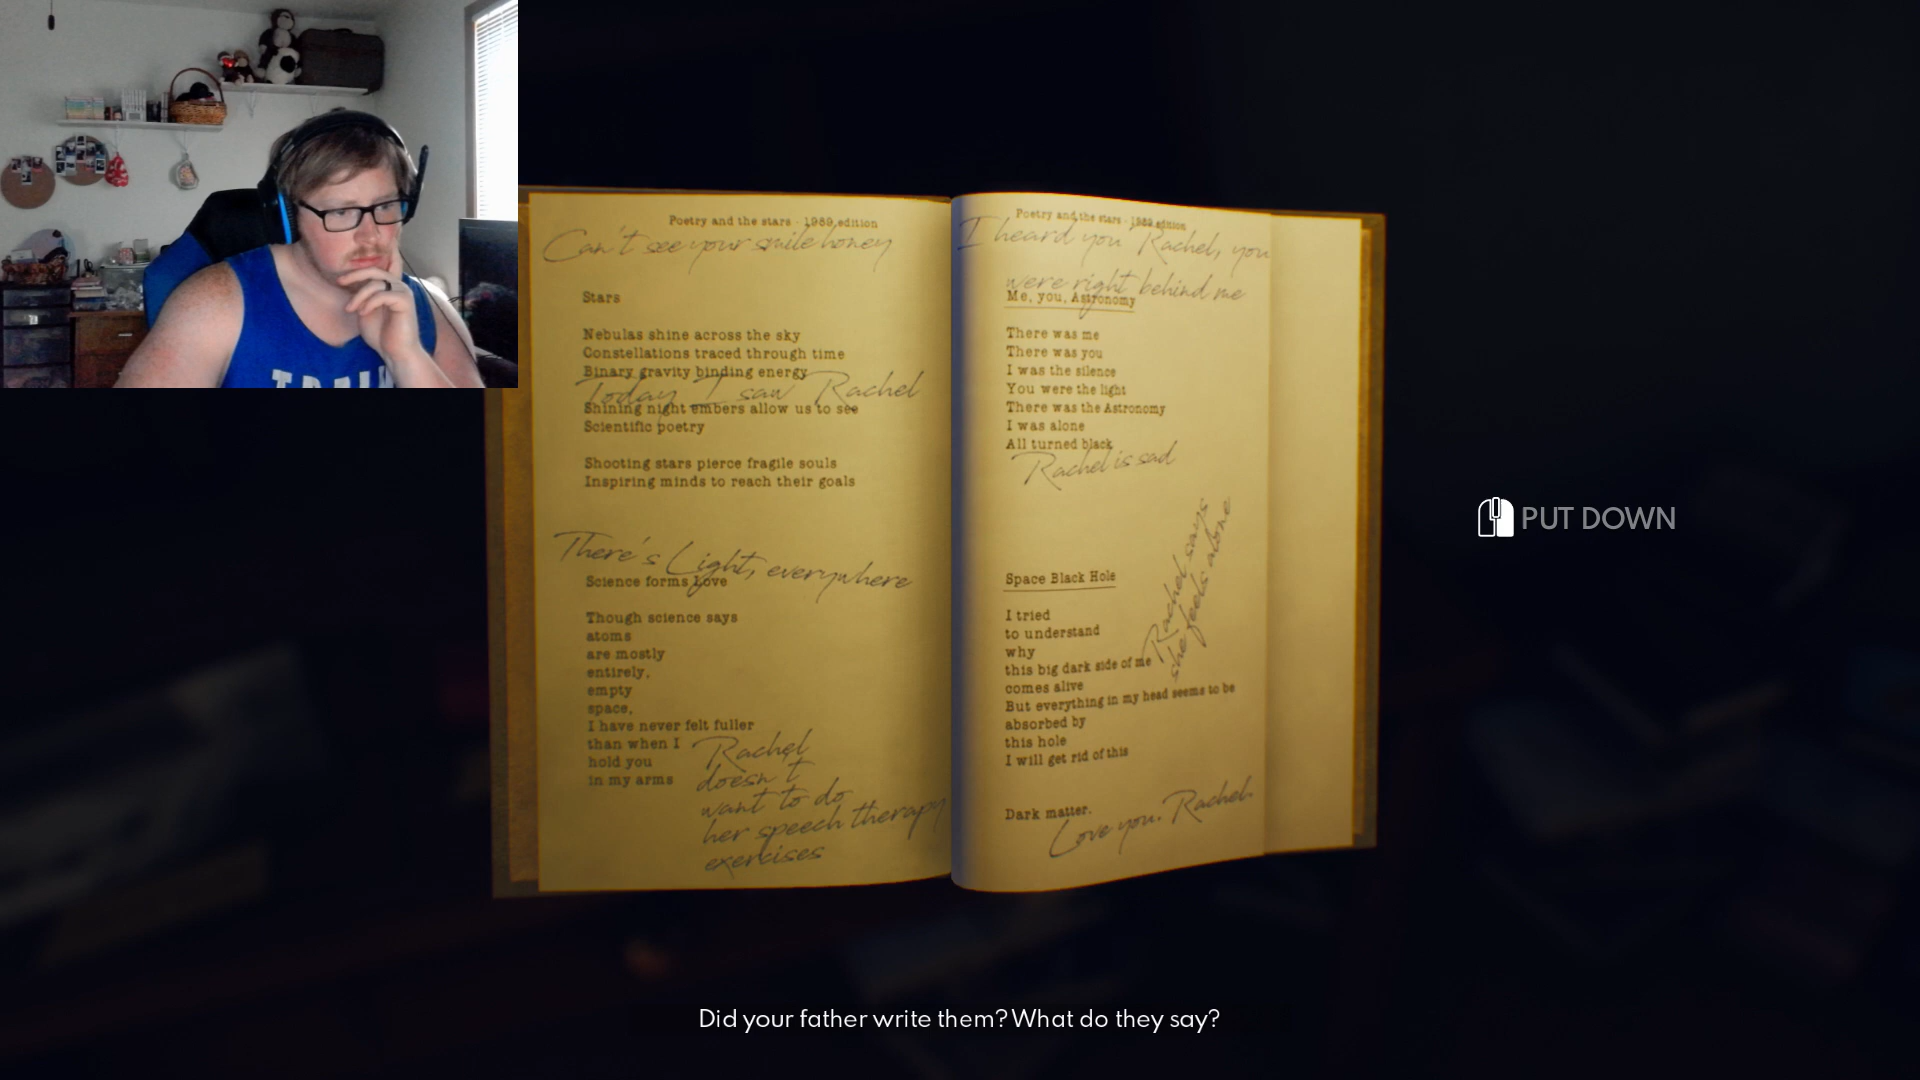 Poetry and the stars - 1989 edition
Can't see your smile honey
Stars
Nebulas shine across the sky
Constellations traced through time
Binary gravity binding energy
Today I saw Rachel
Shining night embers allow us to see
Scientific poetry
Shooting stars pierce fragile souls
Inspiring minds to reach their goals
There's Light, everywhere
Science forms Love
Though science says
atoms
are mostly
entirely,
empty
space,
I have never felt fuller
than when I
hold you
in my arms
Rachel
doesn't
want to do
her speech therapy
exercises
Poetry and the stars - 1989 edition
I heard you Rachel, you
were right behind me
Me, you, Astronomy
There was me
There was you
I was the silence
You were the light
There was the Astronomy
I was alone
All turned black
Rachel is sad
Rachel says
she feels alone
Space Black Hole
I tried
to understand
why
this big dark side of me
comes alive
But everything in my head seems to be
absorbed by
this hole
I will get rid of this
Dark matter.
Love you. Rachel.
PUT DOWN
Did your father write them? What do they say?